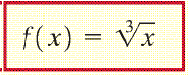 f(x) = ∛x